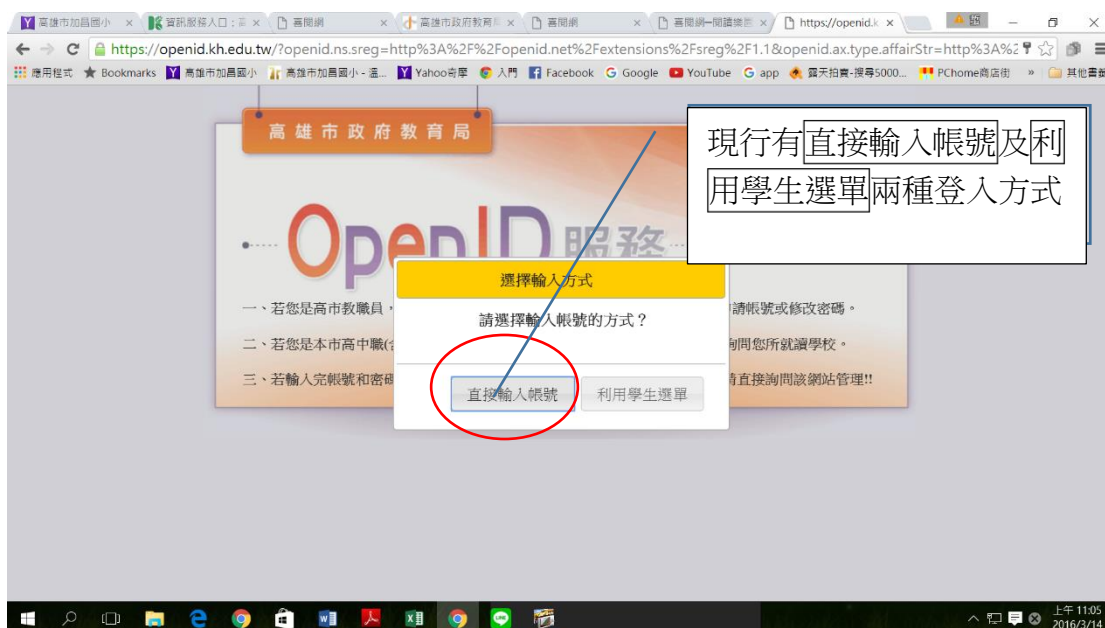 高雄市加昌國小
資訊服務人口：高
喜閱網
高雄市政府教育局
喜閱網
喜閱網─閱讀樂園
https://openid.k
https://openid.kh.edu.tw/?openid.ns.sreg=http%3A%2F%2Fopenid.net%2Fextensions%2Fsreg%2F1.1&openid.ax.type.affairStr=http%3A%2
應用程式 Bookmarks 高雄市加昌國小 高雄市加昌國小 - 溫... Yahoo奇摩 入門 Facebook Google YouTube app 露天拍賣-搜尋5000... PChome商店街 » 其他書籤
高雄市政府教育局
現行有直接輸入帳號及利
用學生選單兩種登入方式
OpenID服務
選擇輸入方式
請選擇輸入帳號的方式？
一、若您是高市教職員，
請帳號或修改密碼。
二、若您是本市高中職(
問您所就讀學校。
三、若輸入完帳號和密碼
請直接詢問該網站管理!!
直接輸入帳號
利用學生選單
上午 11:05
2016/3/14